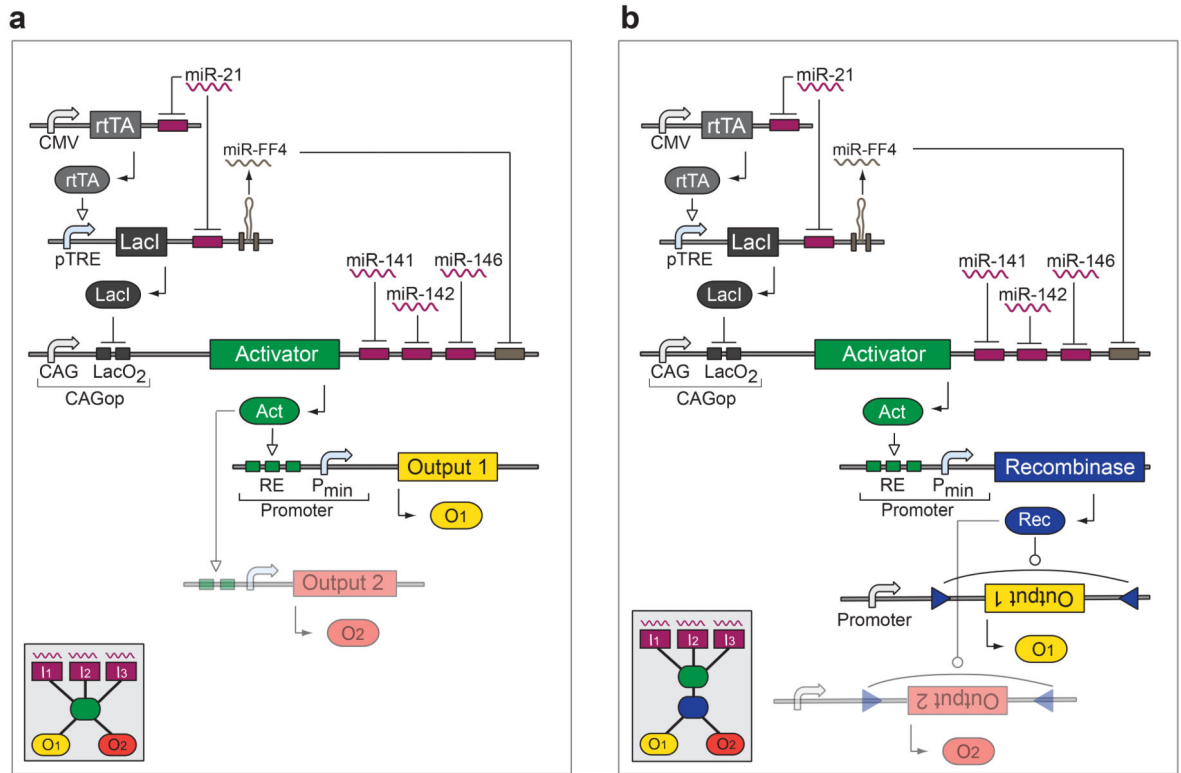 a
miR-21
rtTA
CMV
miR-FF4
rtTA
LacI
pTRE
miR-141
miR-146
LacI
miR-142
Activator
CAG
LacO2
CAGop
Act
Output 1
RE
Pmin
Promoter
O1
Output 2
O2
I1
I2
I3
O1
O2
b
miR-21
rtTA
CMV
miR-FF4
rtTA
LacI
pTRE
miR-141
miR-146
LacI
miR-142
Activator
CAG
LacO2
CAGop
Act
Recombinase
RE
Pmin
Promoter
Rec
Output 1
Promoter
O1
Output 2
O2
I1
I2
I3
O1
O2